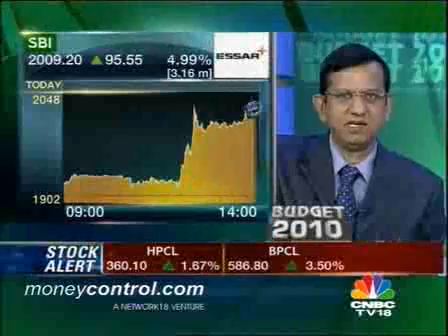 SBI
2009.20 ▲ 95.55 4.99%
[3.16 m]
ESSAR
TODAY
2048
1902
09:00 14:00
BUDGET
2010
STOCK
ALERT
HPCL
360.10 ▲ 1.67%
BPCL
586.80 ▲ 3.50%
moneycontrol.com
A NETWORK18 VENTURE
CNBC
TV18